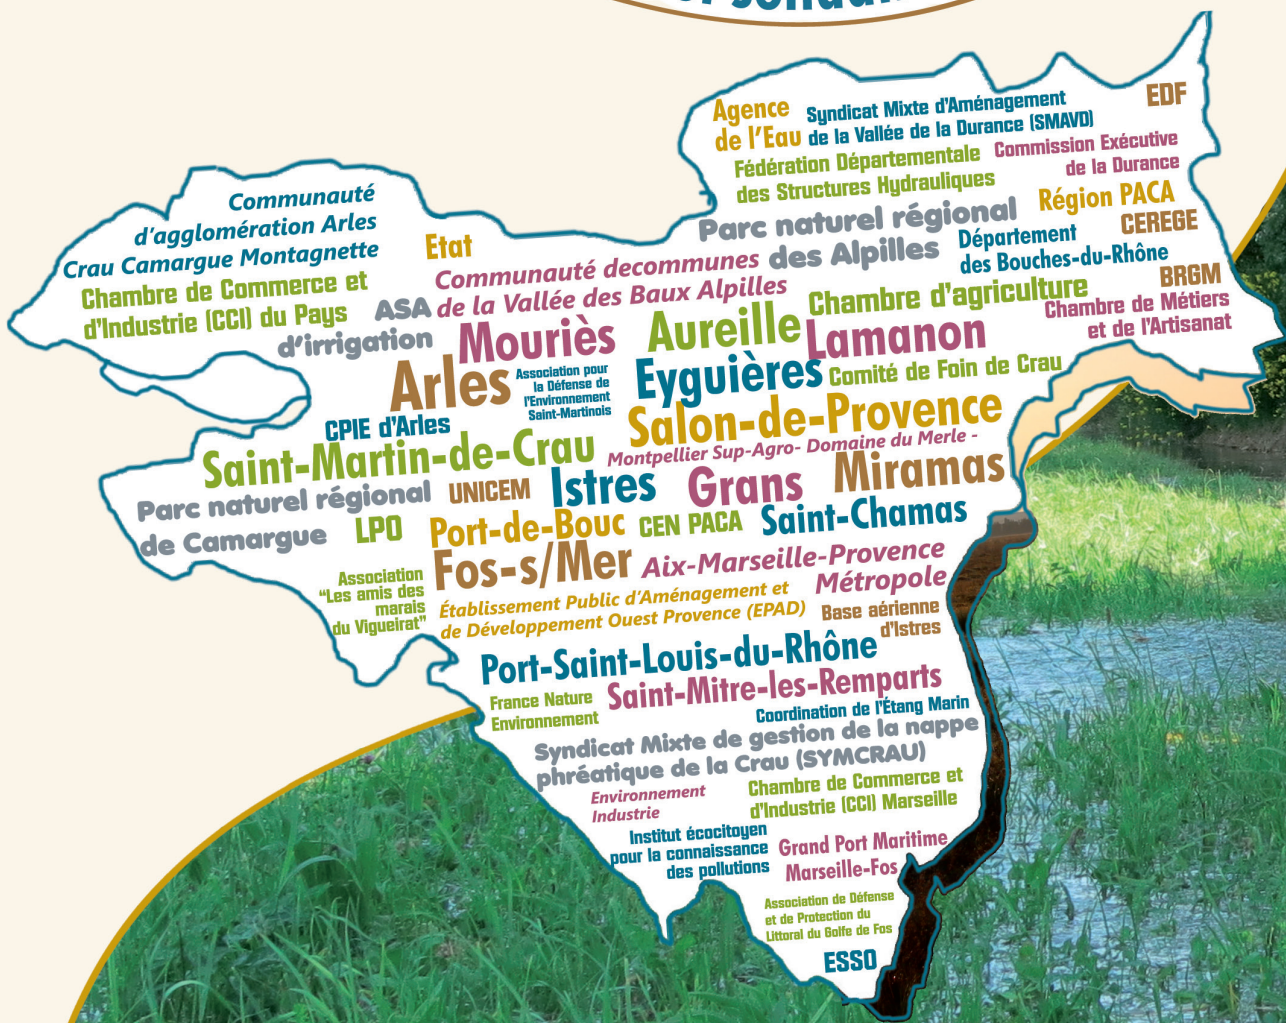 et solidair
Agence
de l'Eau
Syndicat Mixte d'Aménagement
de la Vallée de la Durance (SMAVD)
EDF
Fédération Départementale
des Structures Hydrauliques
Commission Exécutive
de la Durance
Communauté
d'agglomération Arles
Crau Camargue Montagnette
Etat
Parc naturel régional
des Alpilles
Région PACA
CEREGE
Département
des Bouches-du-Rhône
Chambre de Commerce et
d'Industrie (CCI) du Pays
ASA
d'irrigation
Communauté decommunes
de la Vallée des Baux Alpilles
Chambre d'agriculture
BRGM
Chambre de Métiers
et de l'Artisanat
Mouriès
Aureille
Lamanon
Arles
Association pour
la Défense de
l'Environnement
Saint-Martinois
Eyguières
Comité de Foin de Crau
CPIE d'Arles
Salon-de-Provence
Saint-Martin-de-Crau
Montpellier Sup-Agro- Domaine du Merle -
Parc naturel régional
de Camargue
UNICEM
Istres
Grans
Miramas
LPO
Port-de-Bouc
CEN PACA
Saint-Chamas
Fos-s/Mer
Aix-Marseille-Provence
Métropole
Association
"Les amis des
marais
du Vigueirat"
Établissement Public d'Aménagement et
de Développement Ouest Provence (EPAD)
Base aérienne
d'Istres
Port-Saint-Louis-du-Rhône
France Nature
Environnement
Saint-Mitre-les-Remparts
Coordination de l'Étang Marin
Syndicat Mixte de gestion de la nappe
phréatique de la Crau (SYMCRAU)
Environnement
Industrie
Chambre de Commerce et
d'Industrie (CCI) Marseille
Institut écocitoyen
pour la connaissance
des pollutions
Grand Port Maritime
Marseille-Fos
Association de Défense
et de Protection du
Littoral du Golfe de Fos
ESSO